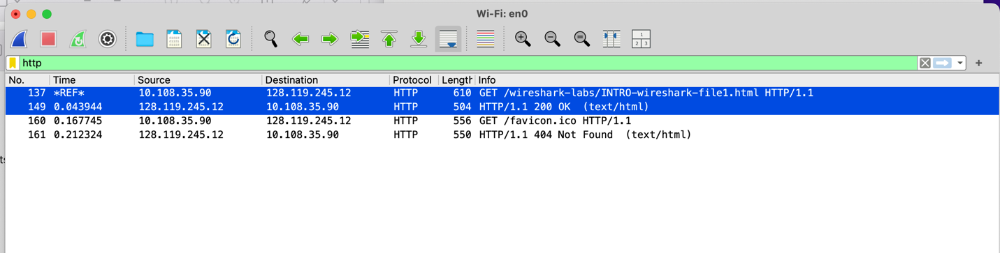 Wi-Fi: en0
http
No. Time Source Destination Protocol Length Info
137 *REF* 10.108.35.90 128.119.245.12 HTTP 610 GET /wireshark-labs/INTRO-wireshark-file1.html HTTP/1.1
149 0.043944 128.119.245.12 10.108.35.90 HTTP 504 HTTP/1.1 200 OK (text/html)
160 0.167745 10.108.35.90 128.119.245.12 HTTP 556 GET /favicon.ico HTTP/1.1
161 0.212324 128.119.245.12 10.108.35.90 HTTP 550 HTTP/1.1 404 Not Found (text/html)